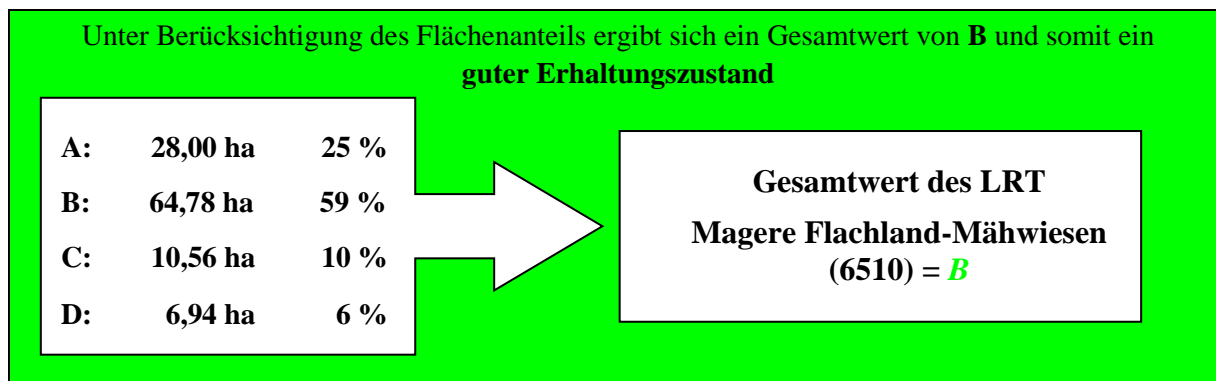 Unter Berücksichtigung des Flächenanteils ergibt sich ein Gesamtwert von B und somit ein
guter Erhaltungszustand
A: 28,00 ha 25 %
B: 64,78 ha 59 %
C: 10,56 ha 10 %
D: 6,94 ha 6 %
Gesamtwert des LRT
Magere Flachland-Mähwiesen
(6510) = B